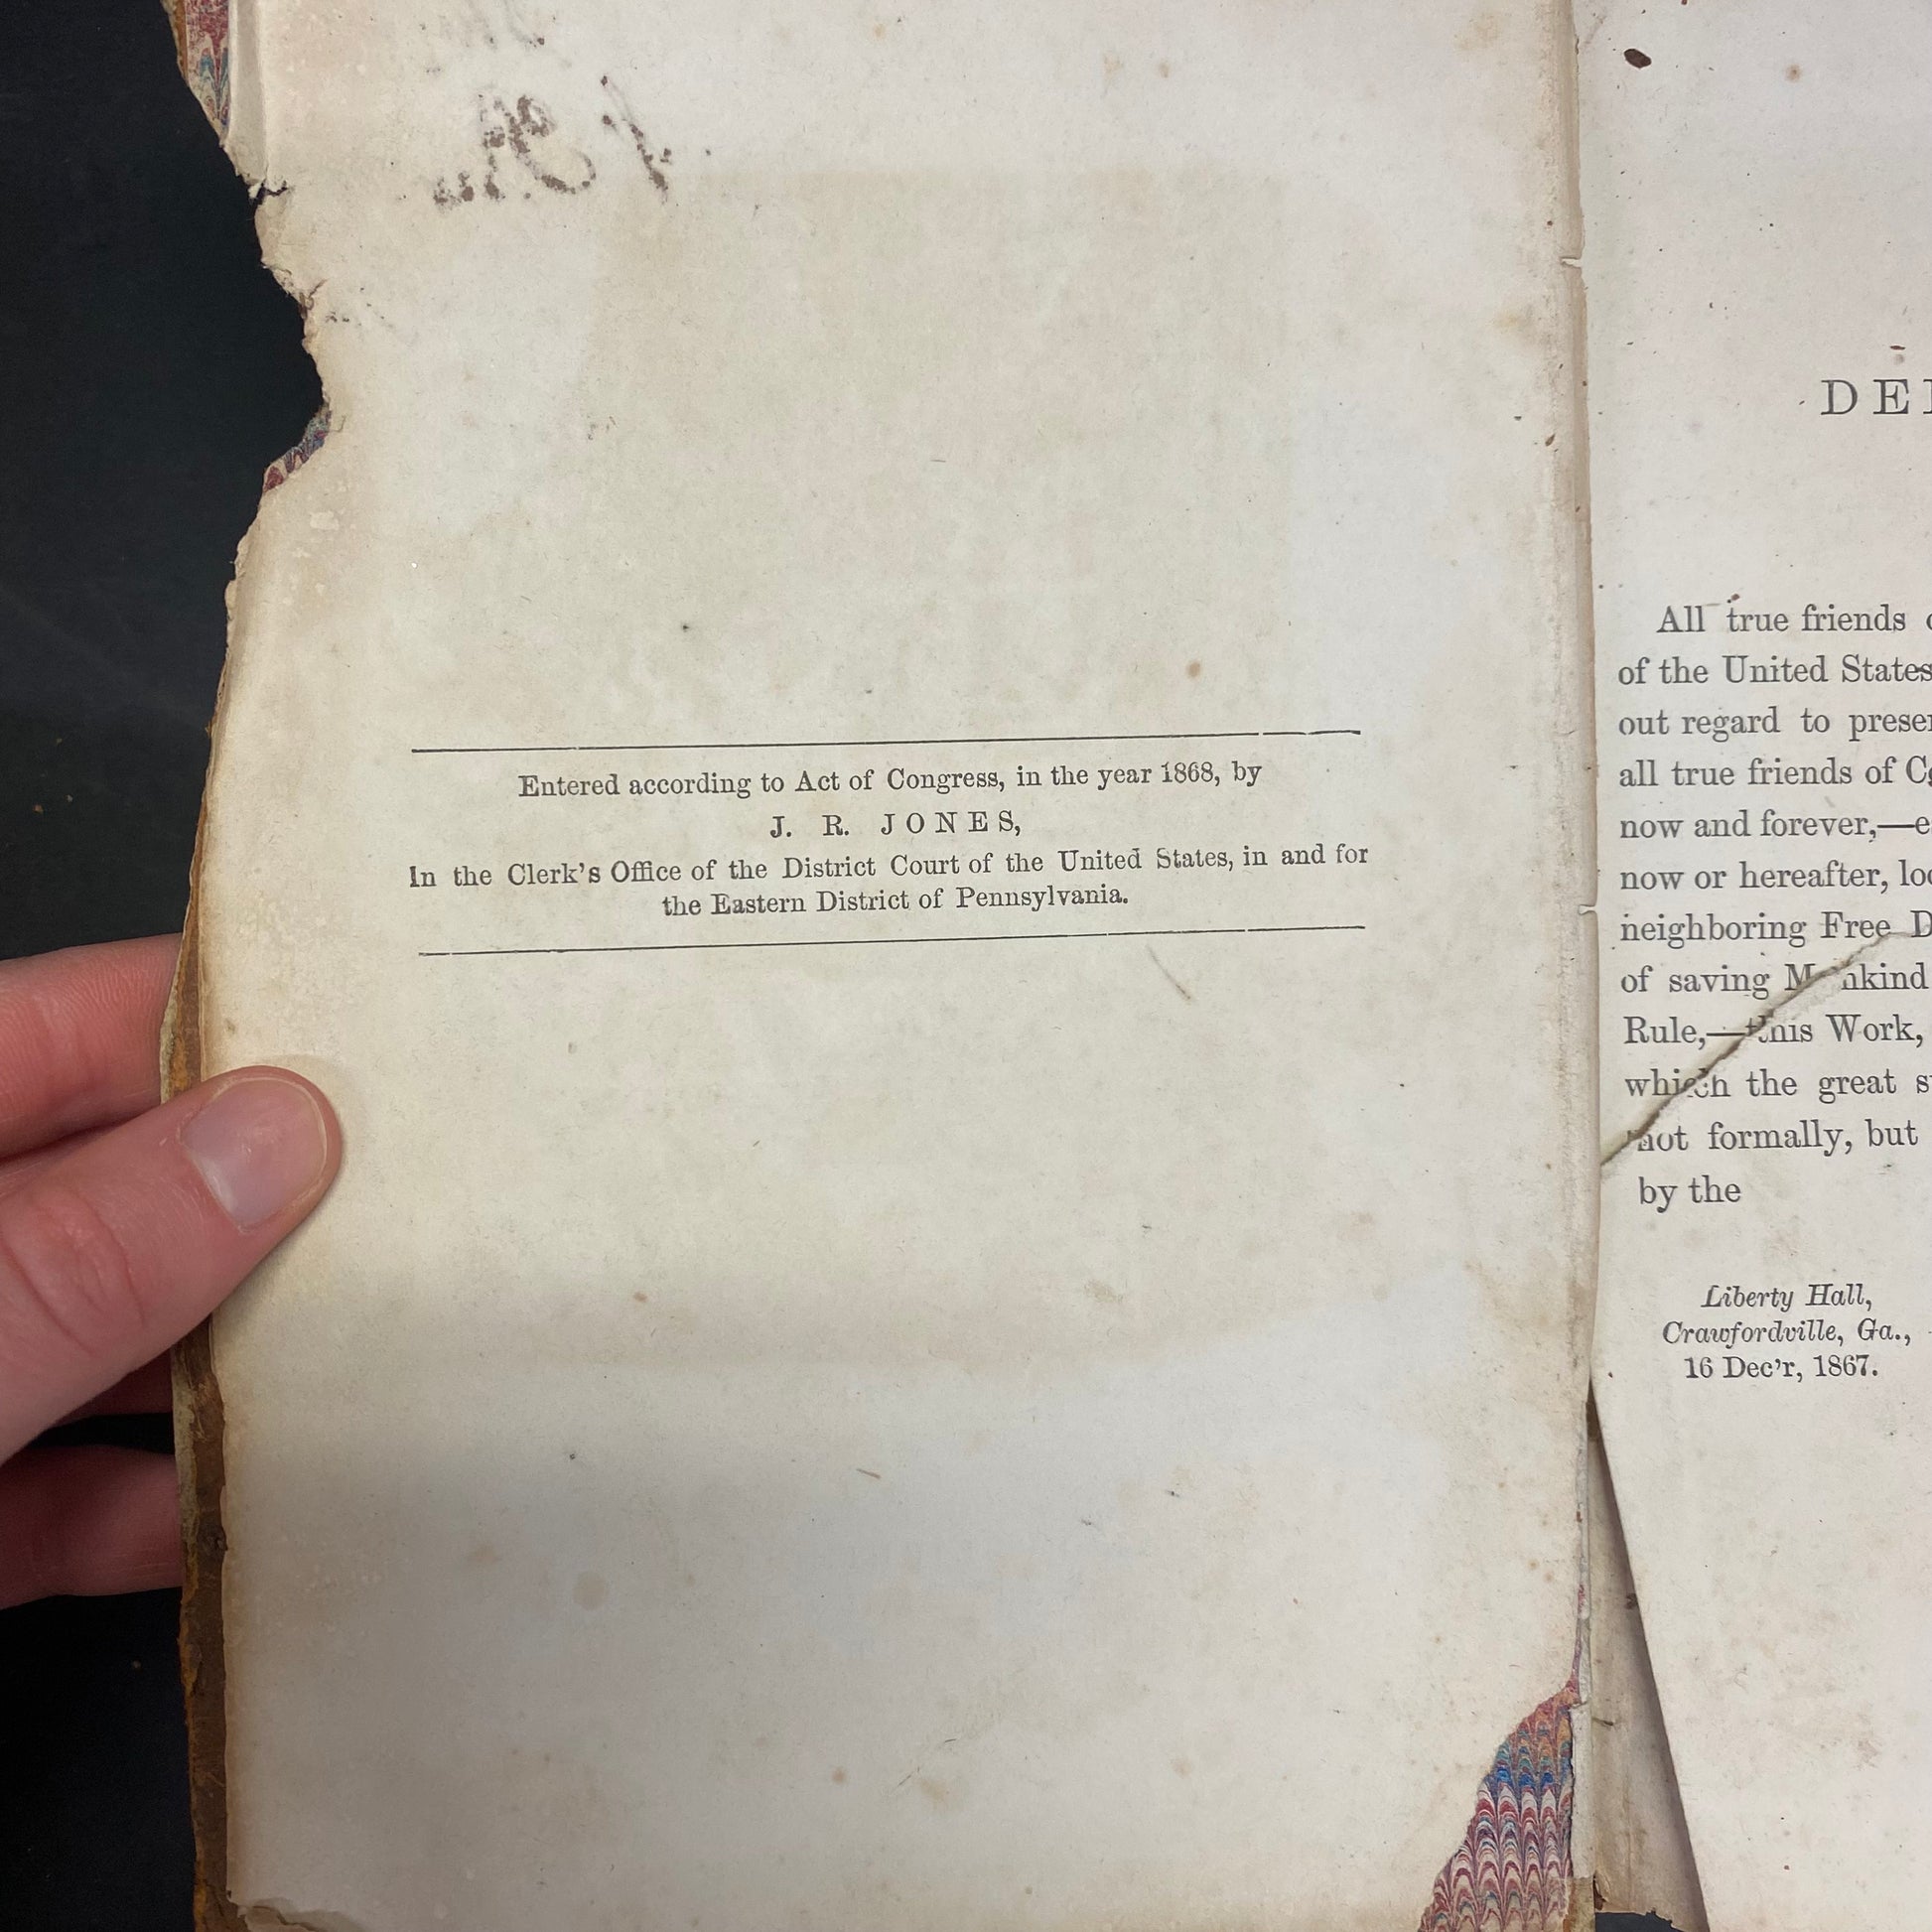 Entered according to Act of Congress, in the year 1868, by
J. R. JONES,
In the Clerk's Office of the District Court of the United States, in and for
the Eastern District of Pennsylvania.
All true friends
of the United States
out regard to
all true friends of
now and forever,—
now or hereafter,
neighboring Free
of saving
Rule,—this Work,
which the great
not formally, but
by the
Liberty Hall,
Crawfordville, Ga.,
16 Dec'r, 1867.